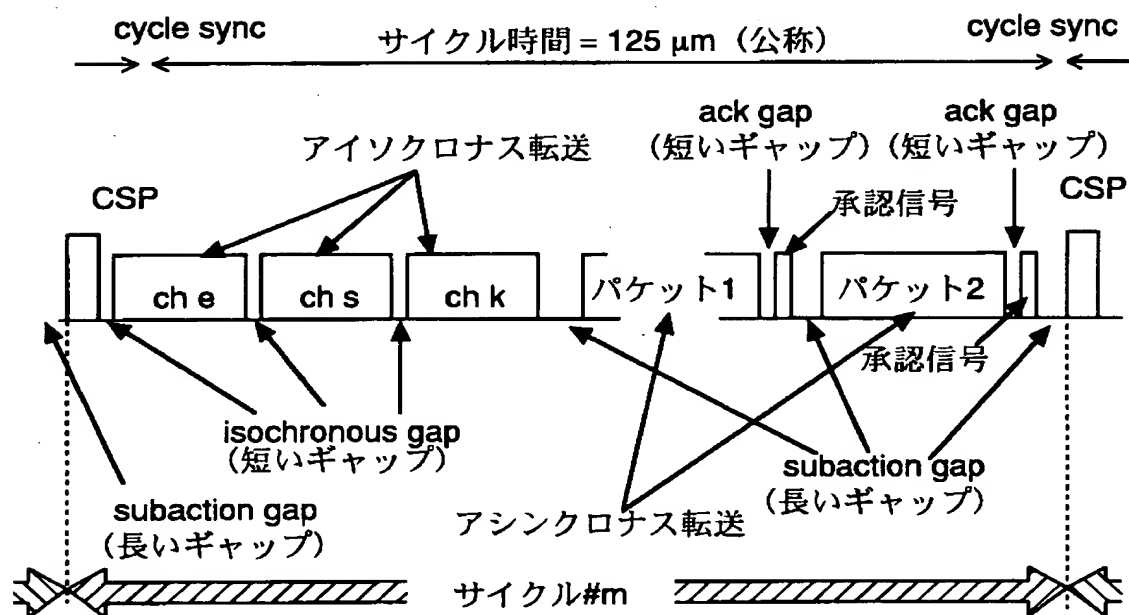 cycle sync
サイクル時間 = 125 μm（公称）
cycle sync
ack gap
（短いギャップ）
ack gap
（短いギャップ）
アイソクロナス転送
CSP
承認信号
CSP
ch e
ch s
ch k
パケット1
パケット2
承認信号
isochronous gap
（短いギャップ）
subaction gap
（長いギャップ）
subaction gap
（長いギャップ）
アシンクロナス転送
サイクル#m